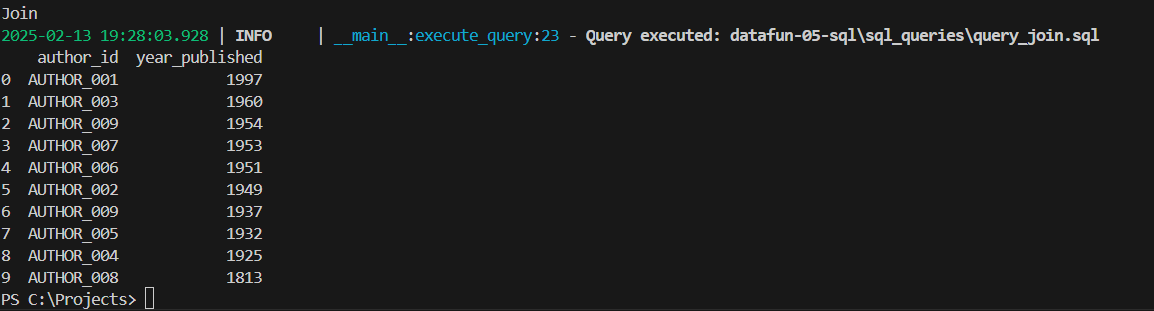 Join
2025-02-13 19:28:03.928 | INFO     | __main__:execute_query:23 - Query executed: datafun-05-sql\sql_queries\query_join.sql
    author_id  year_published
0  AUTHOR_001            1997
1  AUTHOR_003            1960
2  AUTHOR_009            1954
3  AUTHOR_007            1953
4  AUTHOR_006            1951
5  AUTHOR_002            1949
6  AUTHOR_009            1937
7  AUTHOR_005            1932
8  AUTHOR_004            1925
9  AUTHOR_008            1813
PS C:\Projects>